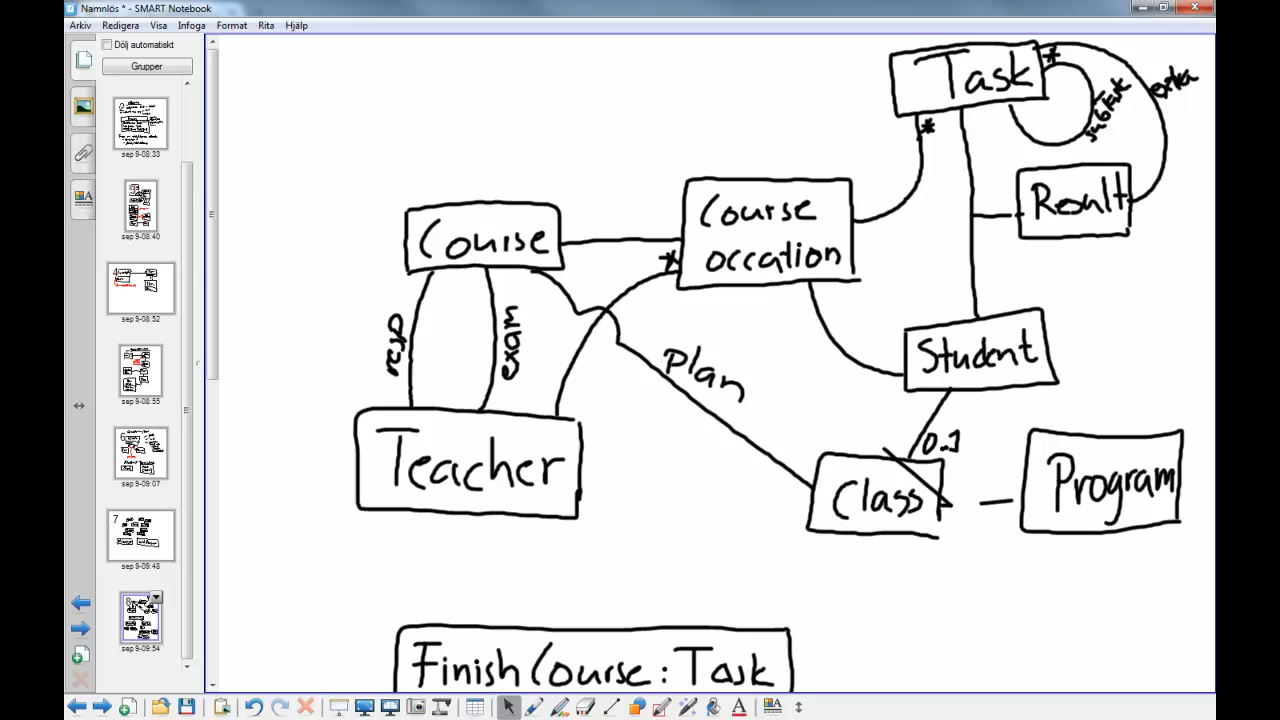 Namnlös * - SMART Notebook
Arkiv Redigera Visa Infoga Format Rita Hjälp
Dölj automatiskt
Grupper
sep 9-08:33
sep 9-08:40
4
sep 9-08:52
sep 9-08:55
6
sep 9-09:07
7
sep 9-09:48
sep 9-09:54
Task
*
subtask
extra
*
Result
Course
Course
occation
*
exam
Plan
Student
0..1
Teacher
Class
Program
Finish Course : Task